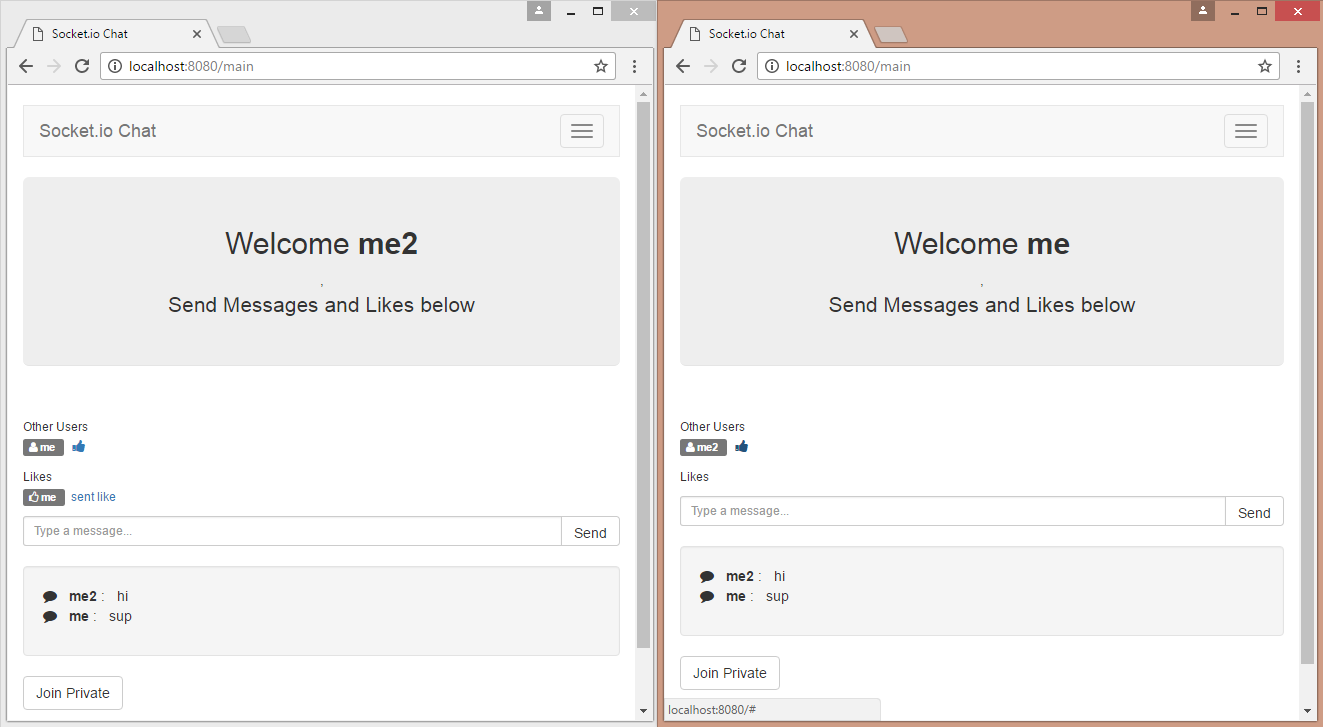 Socket.io Chat
localhost:8080/main
Socket.io Chat
Welcome me2
,
Send Messages and Likes below
Other Users
me
Likes
me sent like
Type a message...
Send
me2 : hi
me : sup
Join Private
Socket.io Chat
localhost:8080/main
Socket.io Chat
Welcome me
,
Send Messages and Likes below
Other Users
me2
Likes
Type a message...
Send
me2 : hi
me : sup
Join Private
localhost:8080/#